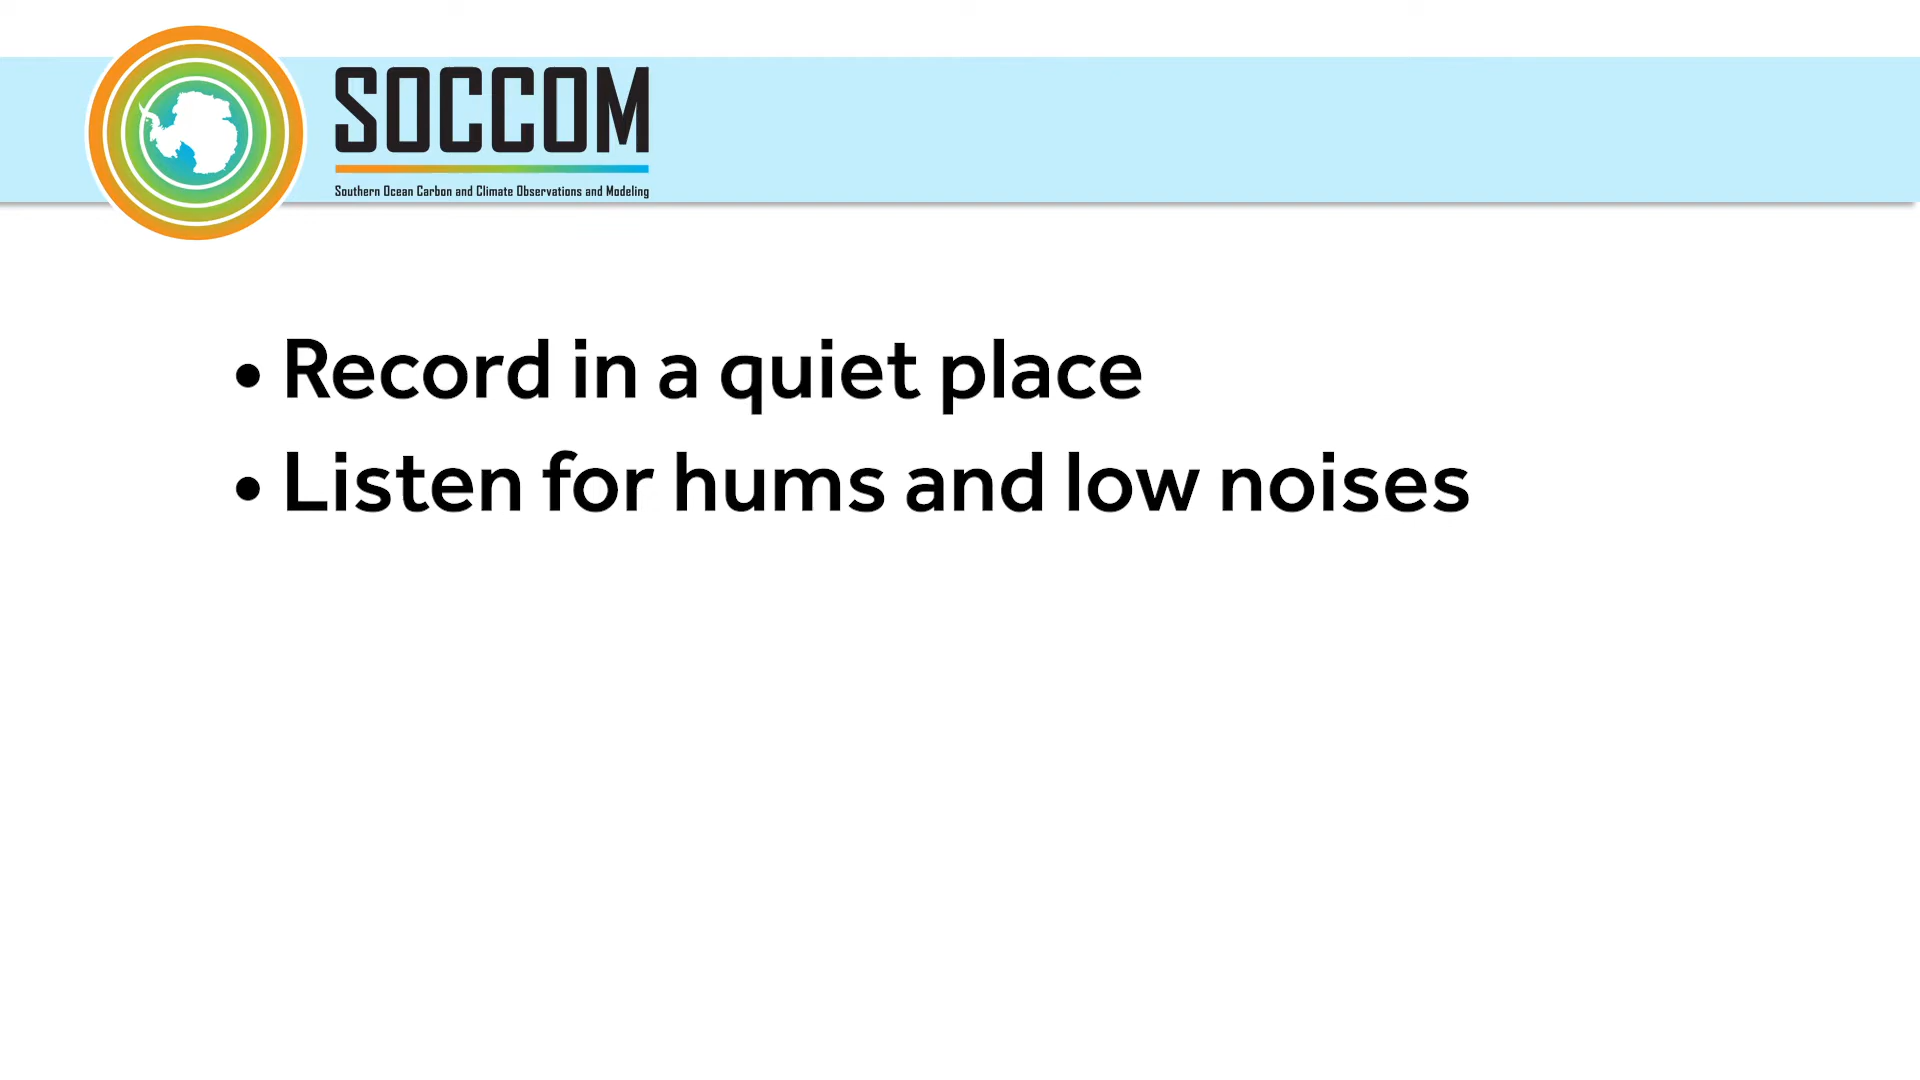 SOCCOM
Southern Ocean Carbon and Climate Observations and Modeling
• Record in a quiet place
• Listen for hums and low noises